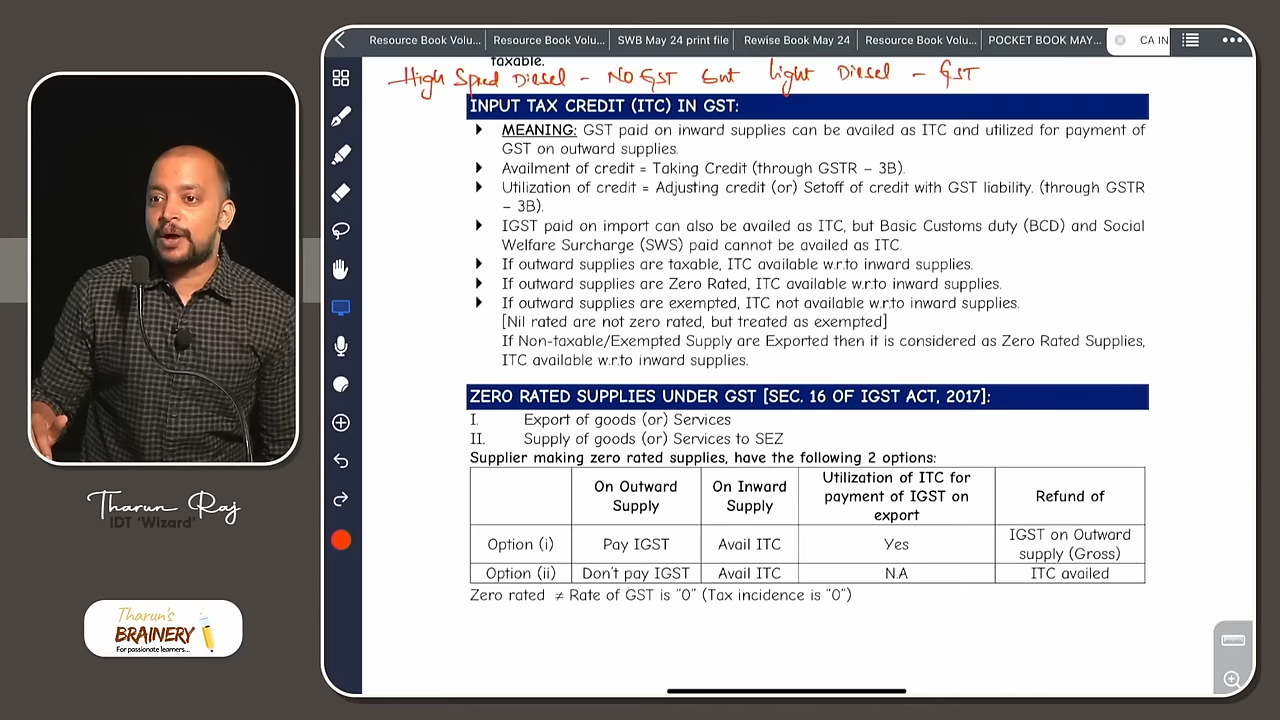 Resource Book Volu...
Resource Book Volu...
SWB May 24 print file
Rewise Book May 24
Resource Book Volu...
POCKET BOOK MAY...
CA IN
taxable.
High Speed Diesel - NO GST but light Diesel - GST
INPUT TAX CREDIT (ITC) IN GST:
MEANING: GST paid on inward supplies can be availed as ITC and utilized for payment of
GST on outward supplies.
Availment of credit = Taking Credit (through GSTR – 3B).
Utilization of credit = Adjusting credit (or) Setoff of credit with GST liability. (through GSTR
– 3B).
IGST paid on import can also be availed as ITC, but Basic Customs duty (BCD) and Social
Welfare Surcharge (SWS) paid cannot be availed as ITC.
If outward supplies are taxable, ITC available w.r.to inward supplies.
If outward supplies are Zero Rated, ITC available w.r.to inward supplies.
If outward supplies are exempted, ITC not available w.r.to inward supplies.
[Nil rated are not zero rated, but treated as exempted]
If Non-taxable/Exempted Supply are Exported then it is considered as Zero Rated Supplies,
ITC available w.r.to inward supplies.
ZERO RATED SUPPLIES UNDER GST [SEC. 16 OF IGST ACT, 2017]:
I. Export of goods (or) Services
II. Supply of goods (or) Services to SEZ
Supplier making zero rated supplies, have the following 2 options:
On Outward Supply
On Inward Supply
Utilization of ITC for payment of IGST on export
Refund of
Option (i) Pay IGST Avail ITC Yes IGST on Outward supply (Gross)
Option (ii) Don't pay IGST Avail ITC N.A ITC availed
Zero rated ≠ Rate of GST is "0" (Tax incidence is "0")
Tharun Raj
IDT 'Wizard'
Tharun's
BRAINERY
For passionate learners...